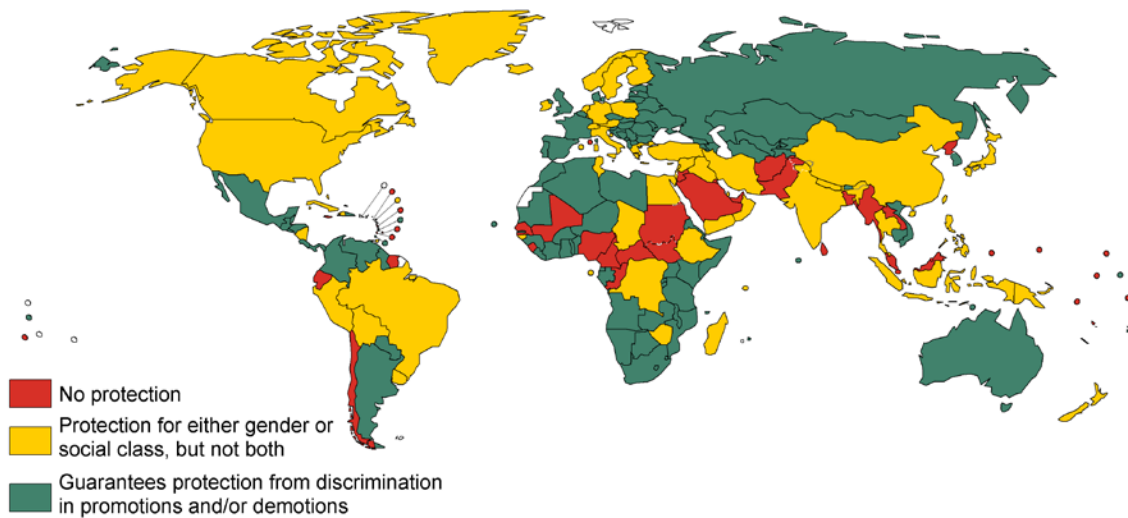 No protection
Protection for either gender or
social class, but not both
Guarantees protection from discrimination
in promotions and/or demotions